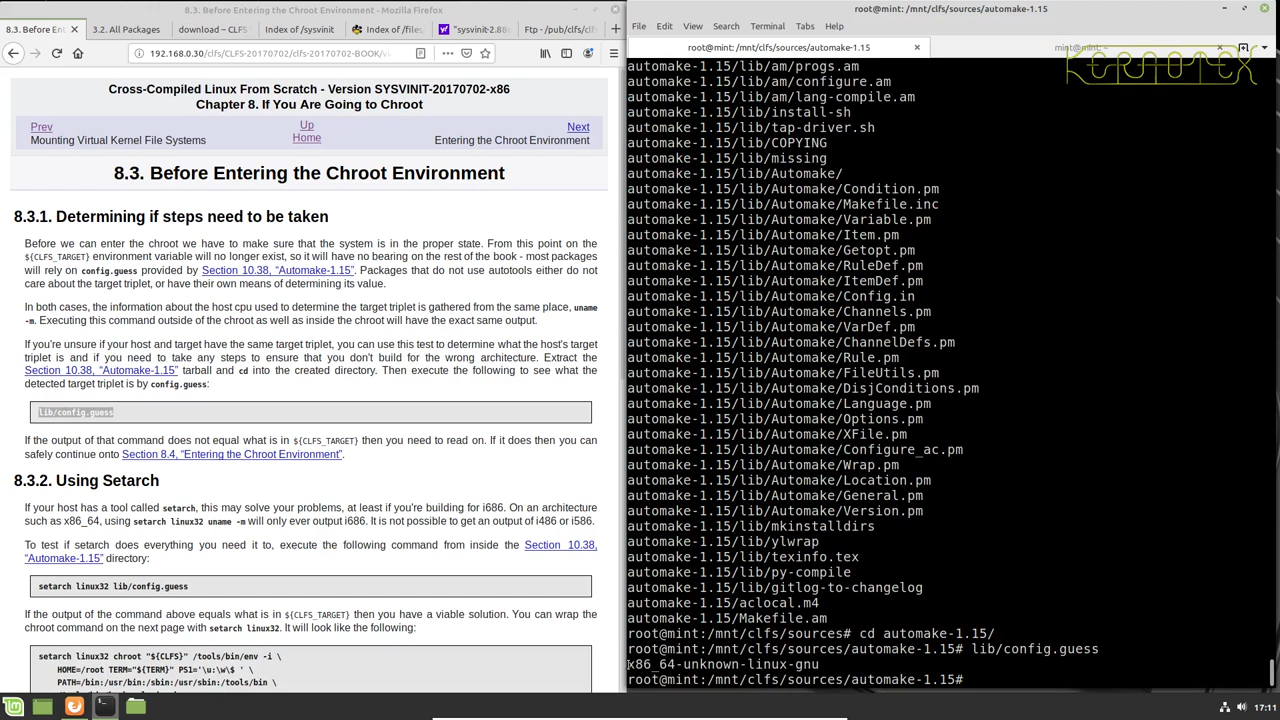 8.3. Before Entering the Chroot Environment - Mozilla Firefox
8.3. Before Ent
3.2. All Packages
download – CLFS
Index of /sysvinit
Index of /files
"sysvinit-2.88
Ftp - /pub/clfs/c
192.168.0.30/clfs/CLFS-20170702/clfs-20170702-BOOK/
Cross-Compiled Linux From Scratch - Version SYSVINIT-20170702-x86
Chapter 8. If You Are Going to Chroot
Prev
Up
Next
Mounting Virtual Kernel File Systems
Home
Entering the Chroot Environment
8.3. Before Entering the Chroot Environment
8.3.1. Determining if steps need to be taken
Before we can enter the chroot we have to make sure that the system is in the proper state. From this point on the
${CLFS_TARGET} environment variable will no longer exist, so it will have no bearing on the rest of the book - most packages
will rely on config.guess provided by Section 10.38, “Automake-1.15”. Packages that do not use autotools either do not
care about the target triplet, or have their own means of determining its value.
In both cases, the information about the host cpu used to determine the target triplet is gathered from the same place, uname
-m. Executing this command outside of the chroot as well as inside the chroot will have the exact same output.
If you're unsure if your host and target have the same target triplet, you can use this test to determine what the host's target
triplet is and if you need to take any steps to ensure that you don't build for the wrong architecture. Extract the
Section 10.38, “Automake-1.15” tarball and cd into the created directory. Then execute the following to see what the
detected target triplet is by config.guess:
lib/config.guess
If the output of that command does not equal what is in ${CLFS_TARGET} then you need to read on. If it does then you can
safely continue onto Section 8.4, “Entering the Chroot Environment”.
8.3.2. Using Setarch
If your host has a tool called setarch, this may solve your problems, at least if you're building for i686. On an architecture
such as x86_64, using setarch linux32 uname -m will only ever output i686. It is not possible to get an output of i486 or i586.
To test if setarch does everything you need it to, execute the following command from inside the Section 10.38,
“Automake-1.15” directory:
setarch linux32 lib/config.guess
If the output of the command above equals what is in ${CLFS_TARGET} then you have a viable solution. You can wrap the
chroot command on the next page with setarch linux32. It will look like the following:
setarch linux32 chroot "${CLFS}" /tools/bin/env -i \
HOME=/root TERM="${TERM}" PS1='\u:\w\$ ' \
PATH=/bin:/usr/bin:/sbin:/usr/sbin:/tools/bin \
root@mint: /mnt/clfs/sources/automake-1.15
File Edit View Search Terminal Tabs Help
root@mint: /mnt/clfs/sources/automake-1.15
mint@mint: ~
KERNOTEX
automake-1.15/lib/am/progs.am
automake-1.15/lib/am/configure.am
automake-1.15/lib/am/lang-compile.am
automake-1.15/lib/install-sh
automake-1.15/lib/tap-driver.sh
automake-1.15/lib/COPYING
automake-1.15/lib/missing
automake-1.15/lib/Automake/
automake-1.15/lib/Automake/Condition.pm
automake-1.15/lib/Automake/Makefile.inc
automake-1.15/lib/Automake/Variable.pm
automake-1.15/lib/Automake/Item.pm
automake-1.15/lib/Automake/Getopt.pm
automake-1.15/lib/Automake/RuleDef.pm
automake-1.15/lib/Automake/ItemDef.pm
automake-1.15/lib/Automake/Config.in
automake-1.15/lib/Automake/Channels.pm
automake-1.15/lib/Automake/VarDef.pm
automake-1.15/lib/Automake/ChannelDefs.pm
automake-1.15/lib/Automake/Rule.pm
automake-1.15/lib/Automake/FileUtils.pm
automake-1.15/lib/Automake/DisjConditions.pm
automake-1.15/lib/Automake/Language.pm
automake-1.15/lib/Automake/Options.pm
automake-1.15/lib/Automake/XFile.pm
automake-1.15/lib/Automake/Configure_ac.pm
automake-1.15/lib/Automake/Wrap.pm
automake-1.15/lib/Automake/Location.pm
automake-1.15/lib/Automake/General.pm
automake-1.15/lib/Automake/Version.pm
automake-1.15/lib/mkinstalldirs
automake-1.15/lib/ylwrap
automake-1.15/lib/texinfo.tex
automake-1.15/lib/py-compile
automake-1.15/lib/gitlog-to-changelog
automake-1.15/aclocal.m4
automake-1.15/Makefile.am
root@mint:/mnt/clfs/sources# cd automake-1.15/
root@mint:/mnt/clfs/sources/automake-1.15# lib/config.guess
x86_64-unknown-linux-gnu
root@mint:/mnt/clfs/sources/automake-1.15#
17:11